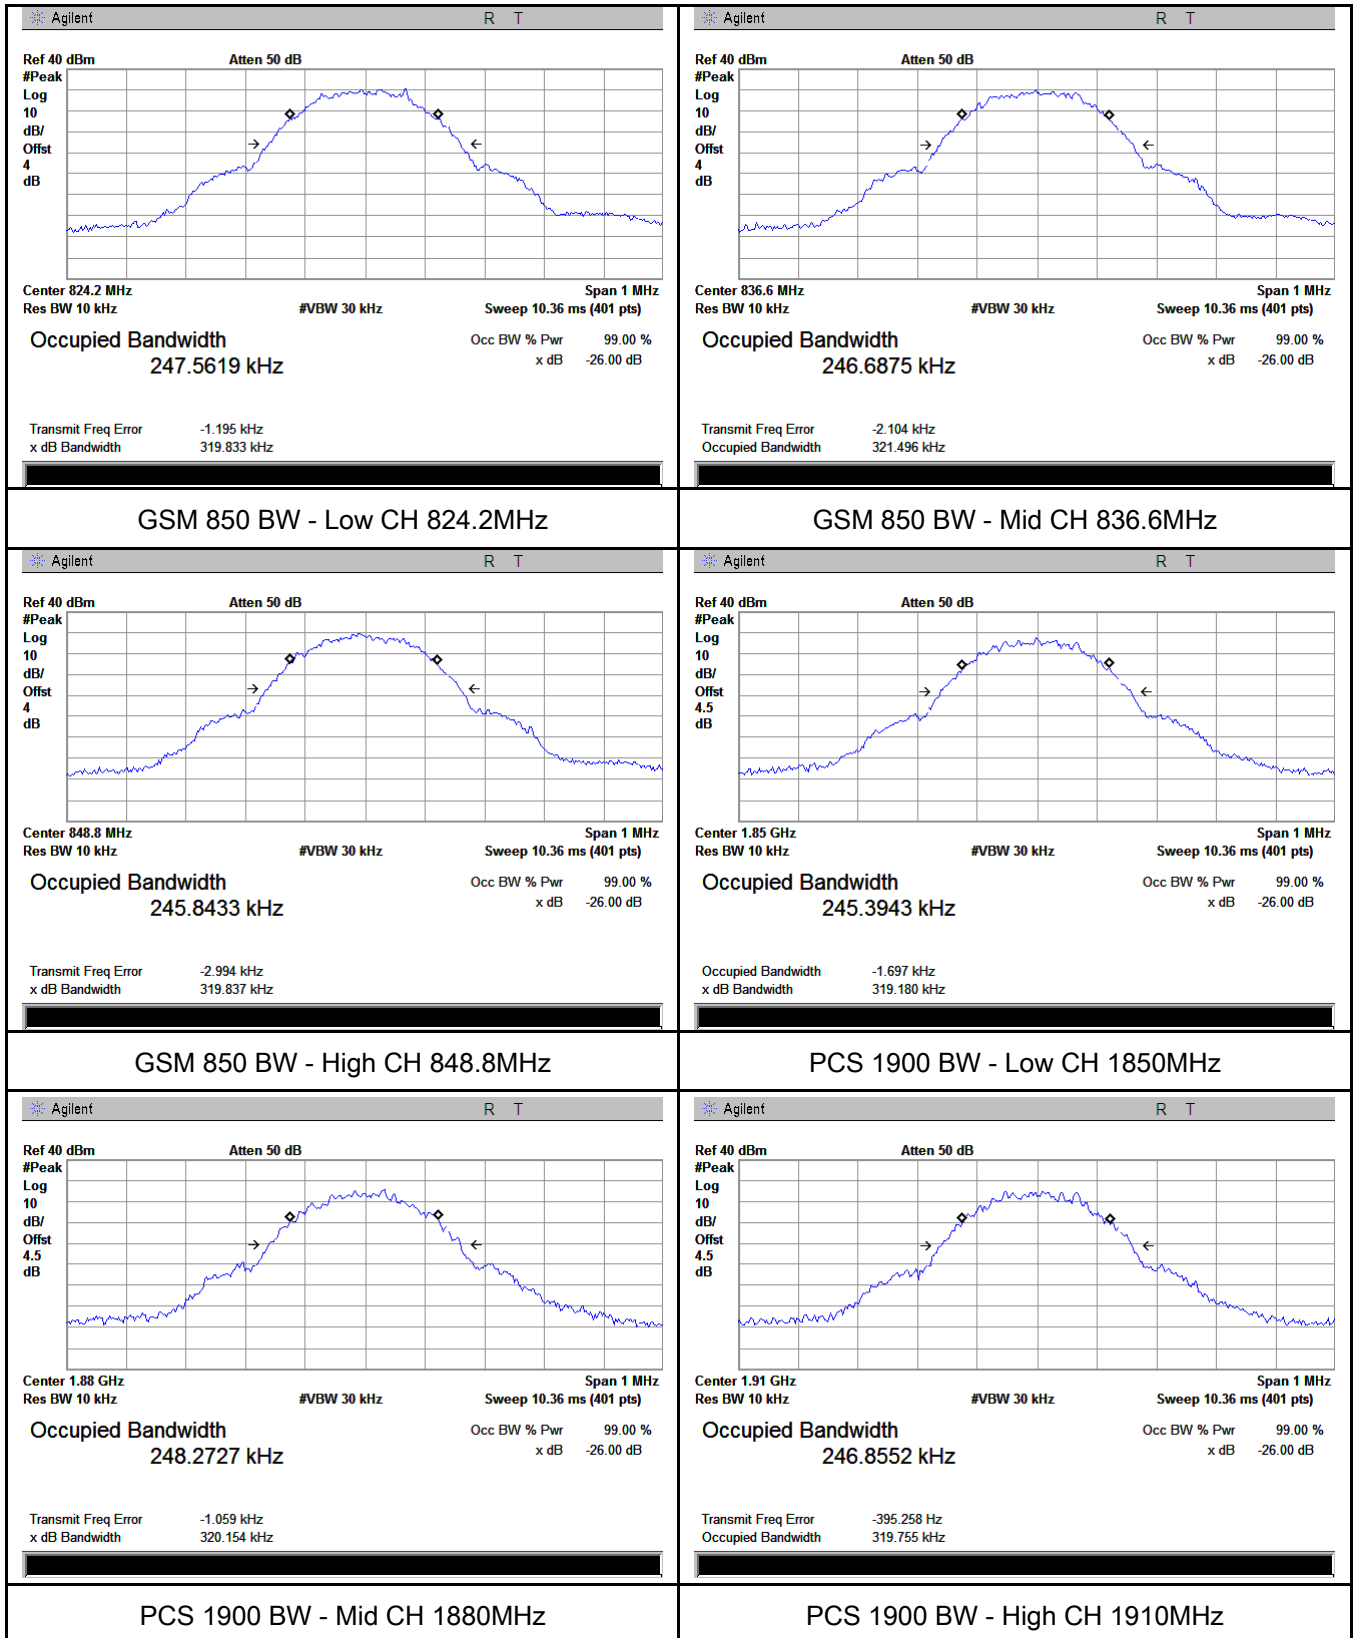 Agilent R T
Ref 40 dBm Atten 50 dB
#Peak
Log
10
dB/
Offst
4
dB
Center 824.2 MHz Span 1 MHz
Res BW 10 kHz #VBW 30 kHz Sweep 10.36 ms (401 pts)
Occupied Bandwidth Occ BW % Pwr 99.00 %
247.5619 kHz x dB -26.00 dB
Transmit Freq Error -1.195 kHz
x dB Bandwidth 319.833 kHz
GSM 850 BW - Low CH 824.2MHz
Agilent R T
Ref 40 dBm Atten 50 dB
#Peak
Log
10
dB/
Offst
4
dB
Center 836.6 MHz Span 1 MHz
Res BW 10 kHz #VBW 30 kHz Sweep 10.36 ms (401 pts)
Occupied Bandwidth Occ BW % Pwr 99.00 %
246.6875 kHz x dB -26.00 dB
Transmit Freq Error -2.104 kHz
Occupied Bandwidth 321.496 kHz
GSM 850 BW - Mid CH 836.6MHz
Agilent R T
Ref 40 dBm Atten 50 dB
#Peak
Log
10
dB/
Offst
4
dB
Center 848.8 MHz Span 1 MHz
Res BW 10 kHz #VBW 30 kHz Sweep 10.36 ms (401 pts)
Occupied Bandwidth Occ BW % Pwr 99.00 %
245.8433 kHz x dB -26.00 dB
Transmit Freq Error -2.994 kHz
x dB Bandwidth 319.837 kHz
GSM 850 BW - High CH 848.8MHz
Agilent R T
Ref 40 dBm Atten 50 dB
#Peak
Log
10
dB/
Offst
4.5
dB
Center 1.85 GHz Span 1 MHz
Res BW 10 kHz #VBW 30 kHz Sweep 10.36 ms (401 pts)
Occupied Bandwidth Occ BW % Pwr 99.00 %
245.3943 kHz x dB -26.00 dB
Occupied Bandwidth -1.697 kHz
x dB Bandwidth 319.180 kHz
PCS 1900 BW - Low CH 1850MHz
Agilent R T
Ref 40 dBm Atten 50 dB
#Peak
Log
10
dB/
Offst
4.5
dB
Center 1.88 GHz Span 1 MHz
Res BW 10 kHz #VBW 30 kHz Sweep 10.36 ms (401 pts)
Occupied Bandwidth Occ BW % Pwr 99.00 %
248.2727 kHz x dB -26.00 dB
Transmit Freq Error -1.059 kHz
x dB Bandwidth 320.154 kHz
PCS 1900 BW - Mid CH 1880MHz
Agilent R T
Ref 40 dBm Atten 50 dB
#Peak
Log
10
dB/
Offst
4.5
dB
Center 1.91 GHz Span 1 MHz
Res BW 10 kHz #VBW 30 kHz Sweep 10.36 ms (401 pts)
Occupied Bandwidth Occ BW % Pwr 99.00 %
246.8552 kHz x dB -26.00 dB
Transmit Freq Error -395.258 Hz
Occupied Bandwidth 319.755 kHz
PCS 1900 BW - High CH 1910MHz